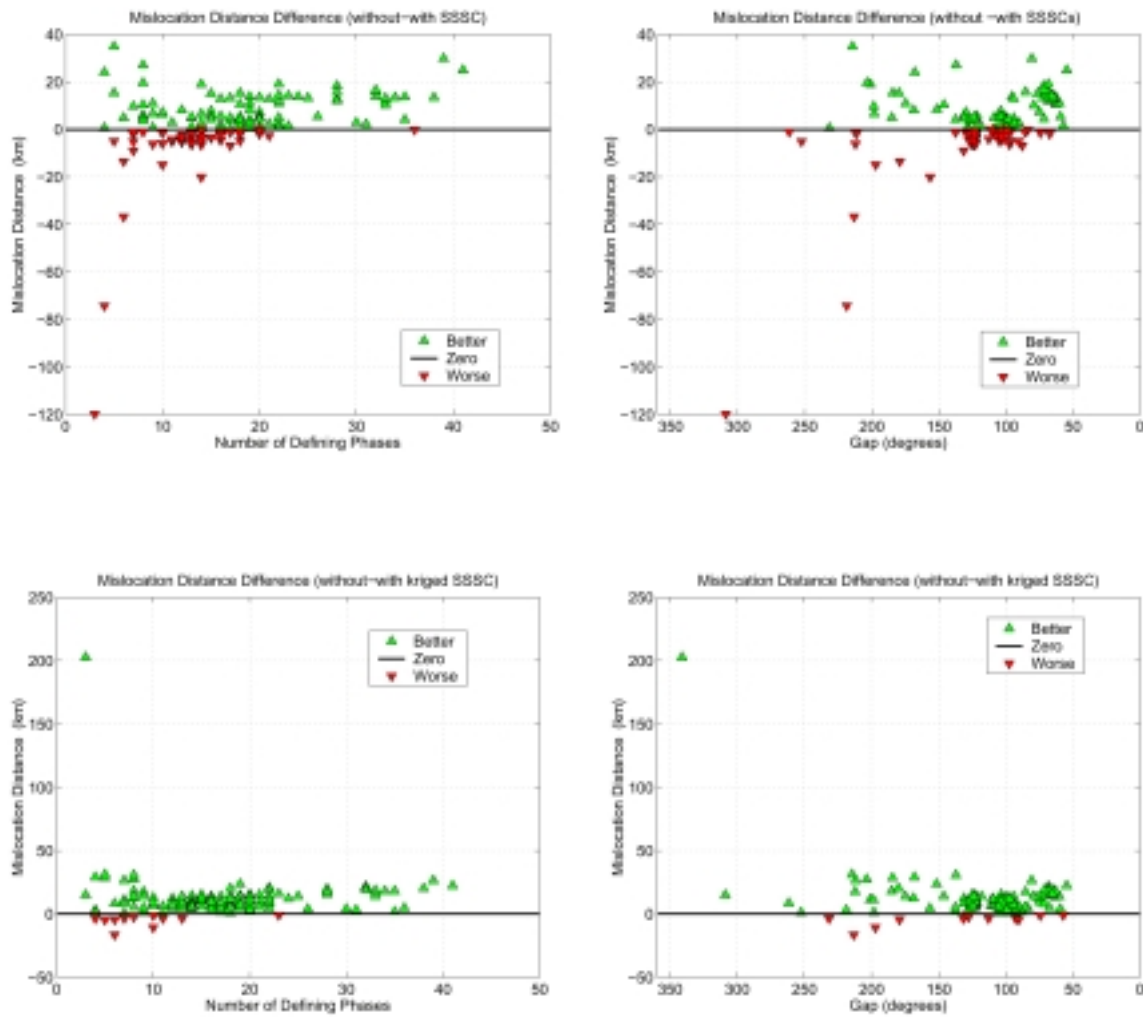 Mislocation Distance Difference (without−with SSSC)
40
20
0
−20
−40
−60
−80
−100
−120
Mislocation Distance (km)
Better
Zero
Worse
0 10 20 30 40 50
Number of Defining Phases
Mislocation Distance Difference (without −with SSSCs)
40
20
0
−20
−40
−60
−80
−100
−120
Mislocation Distance (km)
Better
Zero
Worse
350 300 250 200 150 100 50 0
Gap (degrees)
Mislocation Distance Difference (without−with kriged SSSC)
250
200
150
100
50
0
−50
Mislocation Distance (km)
Better
Zero
Worse
0 10 20 30 40 50
Number of Defining Phases
Mislocation Distance Difference (without−with kriged SSSC)
250
200
150
100
50
0
−50
Mislocation Distance (km)
Better
Zero
Worse
350 300 250 200 150 100 50 0
Gap (degrees)